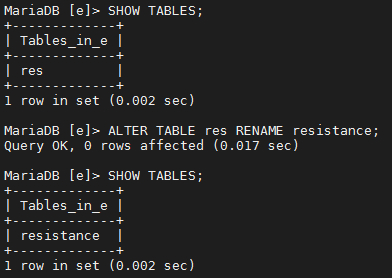 MariaDB [e]> SHOW TABLES;
+-------------+
| Tables_in_e |
+-------------+
| res         |
+-------------+
1 row in set (0.002 sec)
MariaDB [e]> ALTER TABLE res RENAME resistance;
Query OK, 0 rows affected (0.017 sec)
MariaDB [e]> SHOW TABLES;
+-------------+
| Tables_in_e |
+-------------+
| resistance  |
+-------------+
1 row in set (0.002 sec)